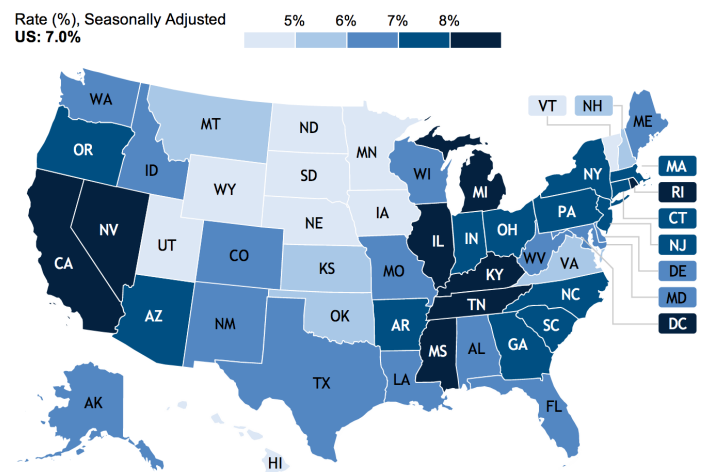 Rate (%), Seasonally Adjusted
US: 7.0%
5% 6% 7% 8%
WA
MT
ND
MN
VT NH
ME
OR
ID
SD
WI
MI
NY
MA
WY
RI
NV
NE
IA
PA
CT
UT
CO
IL
IN
OH
NJ
CA
KS
MO
KY
WV
VA
DE
AZ
NM
OK
AR
TN
NC
MD
SC
DC
TX
LA
MS
AL
GA
AK
FL
HI